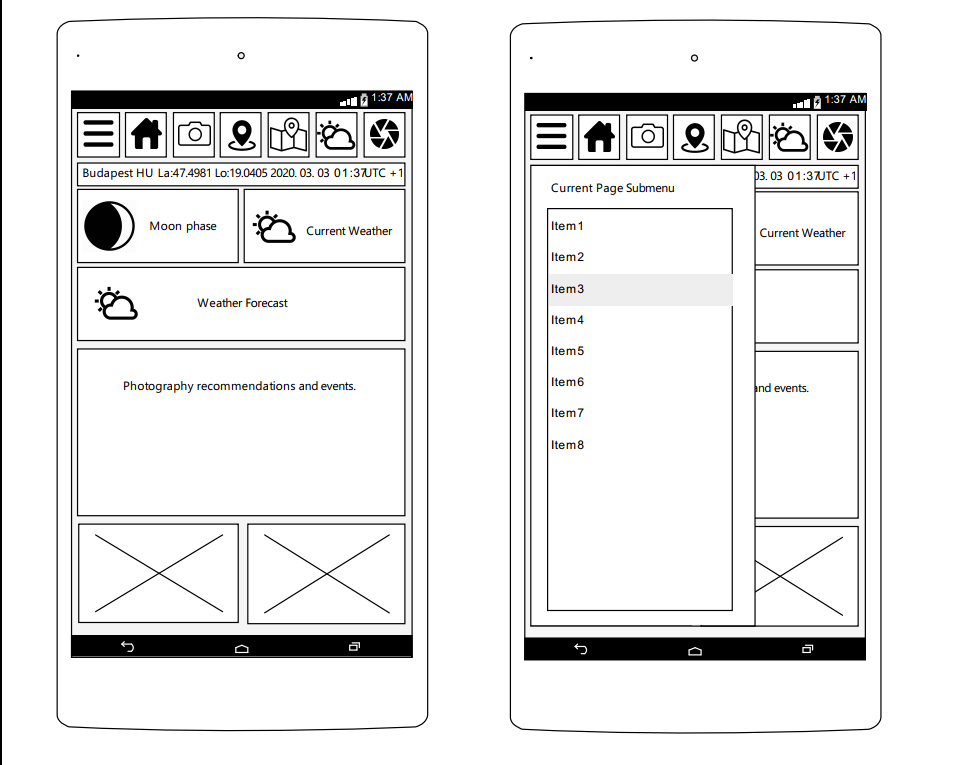 1:37 AM
Budapest HU La:47.4981 Lo:19.0405 2020. 03. 03 01:37UTC +1
Moon phase
Current Weather
Weather Forecast
Photography recommendations and events.
1:37 AM
03. 03 01:37UTC +1
Current Page Submenu
Item1
Current Weather
Item2
Item3
Item4
Item5
Item6
and events.
Item7
Item8